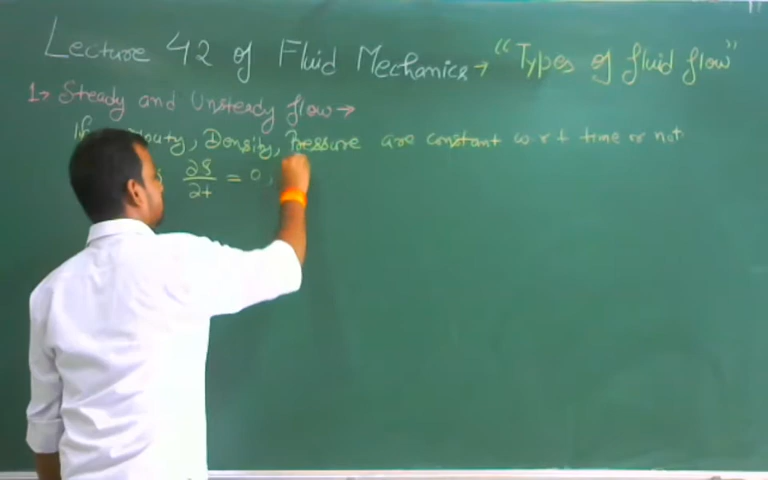 Lecture 42 of Fluid Mechanics → "Types of fluid flow"
1→ Steady and Unsteady flow →
Density, Pressure are constant w r t time or not
∂ρ/∂t = 0,